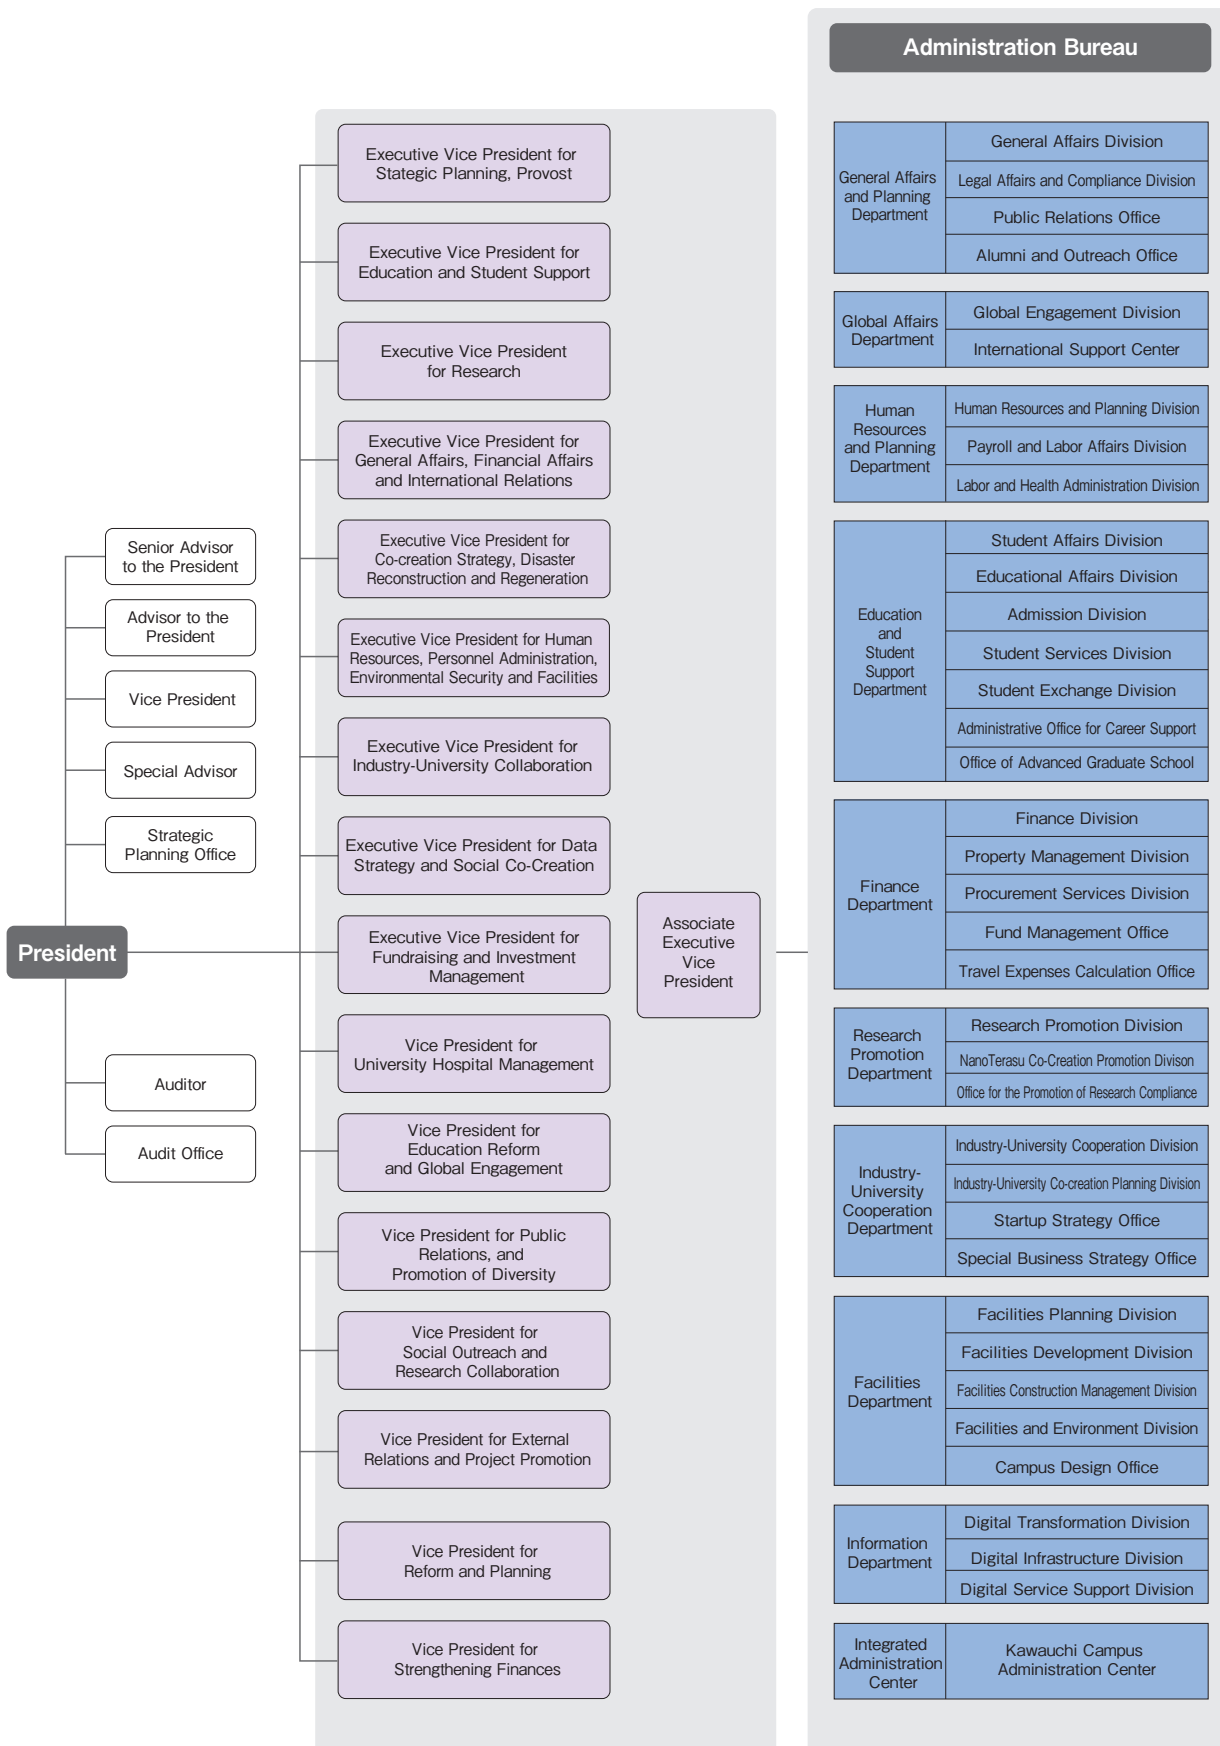 President
Senior Advisor
to the President
Advisor to the
President
Vice President
Special Advisor
Strategic
Planning Office
Auditor
Audit Office
Executive Vice President for
Stategic Planning, Provost
Executive Vice President for
Education and Student Support
Executive Vice President
for Research
Executive Vice President for
General Affairs, Financial Affairs
and International Relations
Executive Vice President for
Co-creation Strategy, Disaster
Reconstruction and Regeneration
Executive Vice President for Human
Resources, Personnel Administration,
Environmental Security and Facilities
Executive Vice President for
Industry-University Collaboration
Executive Vice President for Data
Strategy and Social Co-Creation
Executive Vice President for
Fundraising and Investment
Management
Vice President for
University Hospital Management
Vice President for
Education Reform
and Global Engagement
Vice President for Public
Relations, and
Promotion of Diversity
Vice President for
Social Outreach and
Research Collaboration
Vice President for External
Relations and Project Promotion
Vice President for
Reform and Planning
Vice President for
Strengthening Finances
Associate
Executive
Vice
President
Administration Bureau
General Affairs
and Planning
Department
General Affairs Division
Legal Affairs and Compliance Division
Public Relations Office
Alumni and Outreach Office
Global Affairs
Department
Global Engagement Division
International Support Center
Human
Resources
and Planning
Department
Human Resources and Planning Division
Payroll and Labor Affairs Division
Labor and Health Administration Division
Education
and
Student
Support
Department
Student Affairs Division
Educational Affairs Division
Admission Division
Student Services Division
Student Exchange Division
Administrative Office for Career Support
Office of Advanced Graduate School
Finance
Department
Finance Division
Property Management Division
Procurement Services Division
Fund Management Office
Travel Expenses Calculation Office
Research
Promotion
Department
Research Promotion Division
NanoTerasu Co-Creation Promotion Divison
Office for the Promotion of Research Compliance
Industry-
University
Cooperation
Department
Industry-University Cooperation Division
Industry-University Co-creation Planning Division
Startup Strategy Office
Special Business Strategy Office
Facilities
Department
Facilities Planning Division
Facilities Development Division
Facilities Construction Management Division
Facilities and Environment Division
Campus Design Office
Information
Department
Digital Transformation Division
Digital Infrastructure Division
Digital Service Support Division
Integrated
Administration
Center
Kawauchi Campus
Administration Center